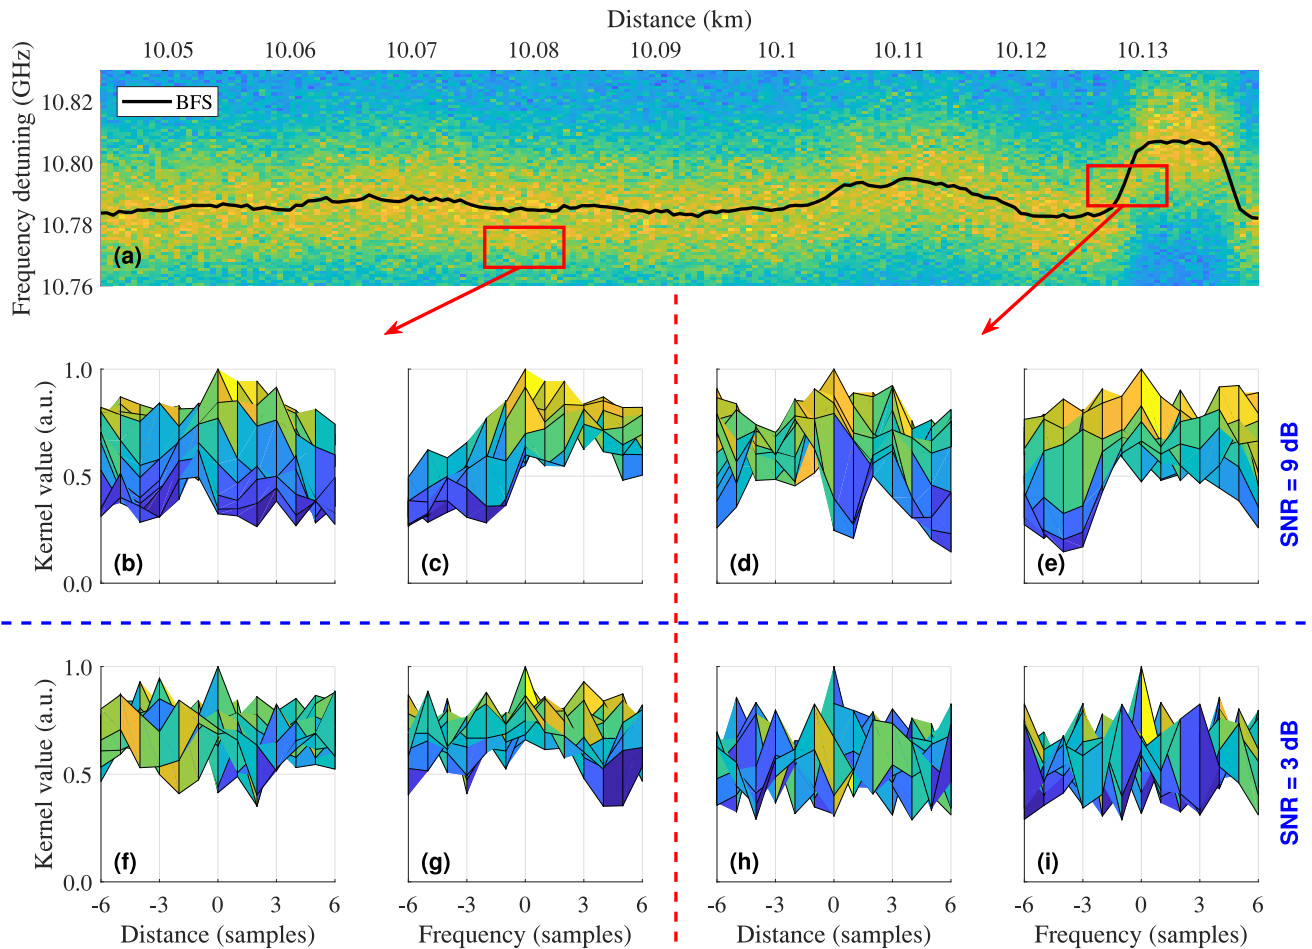 Distance (km)
10.05 10.06 10.07 10.08 10.09 10.1 10.11 10.12 10.13
Frequency detuning (GHz)
10.82
10.80
10.78
10.76
BFS
(a)
Kernel value (a.u.)
1.0
0.5
0.0
(b)
(c)
(d)
(e)
SNR = 9 dB
Kernel value (a.u.)
1.0
0.5
0.0
(f)
(g)
(h)
(i)
SNR = 3 dB
-6 -3 0 3 6 -6 -3 0 3 6 -6 -3 0 3 6 -6 -3 0 3 6
Distance (samples) Frequency (samples) Distance (samples) Frequency (samples)